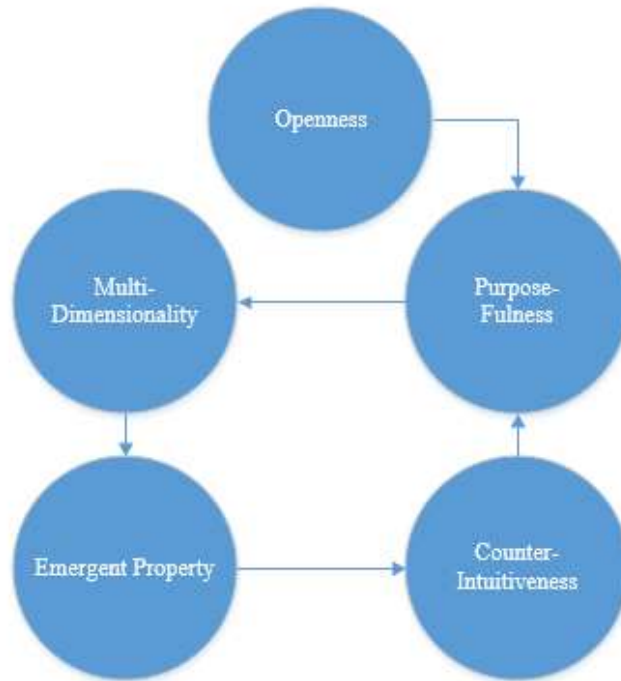 Openness
Multi-
Dimensionality
Purpose-
Fulness
Emergent Property
Counter-
Intuitiveness